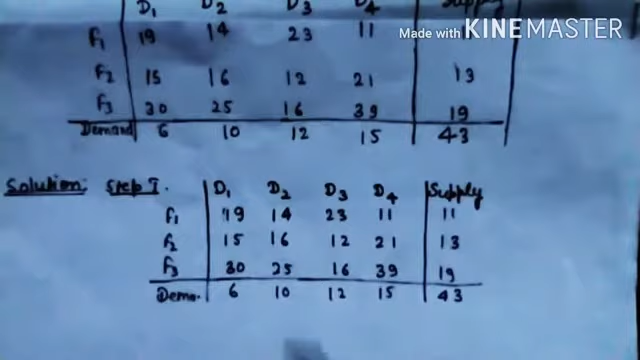 D1 D2 D3 D4 Supply
Made with KINEMASTER
F1 19 14 23 11
F2 15 16 12 21 13
F3 30 25 16 39 19
Demand 6 10 12 15 43
Solution: Step I. D1 D2 D3 D4 Supply
F1 19 14 23 11 11
F2 15 16 12 21 13
F3 30 25 16 39 19
Dema. 6 10 12 15 43